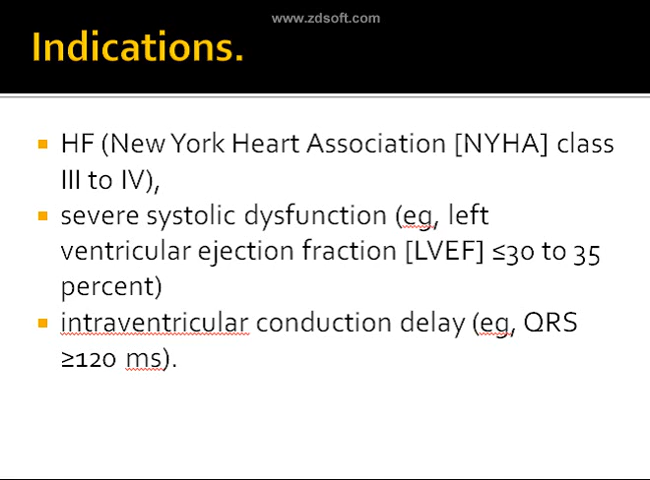 www.zdsoft.com
Indications.
HF (New York Heart Association [NYHA] class
III to IV),
severe systolic dysfunction (eg, left
ventricular ejection fraction [LVEF] ≤30 to 35
percent)
intraventricular conduction delay (eg, QRS
≥120 ms).